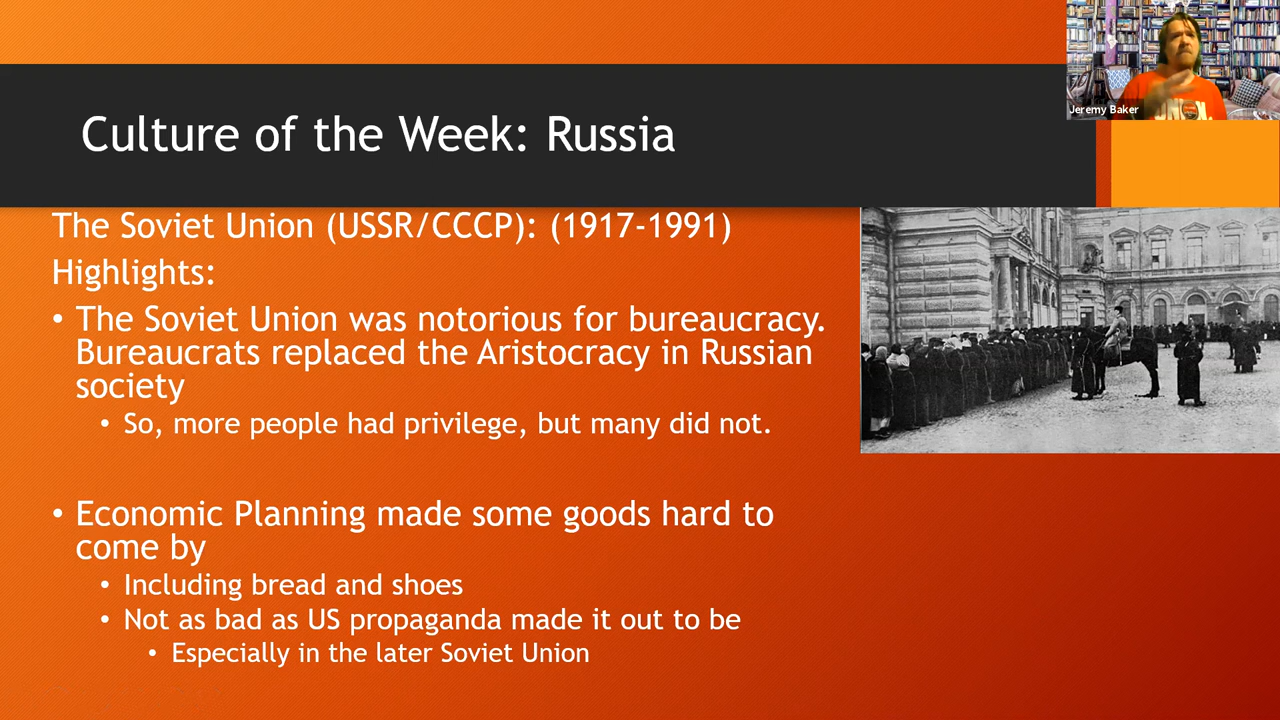 Jeremy Baker
Culture of the Week: Russia
The Soviet Union (USSR/CCCP): (1917-1991)
Highlights:
• The Soviet Union was notorious for bureaucracy.
Bureaucrats replaced the Aristocracy in Russian
society
• So, more people had privilege, but many did not.
• Economic Planning made some goods hard to
come by
• Including bread and shoes
• Not as bad as US propaganda made it out to be
• Especially in the later Soviet Union